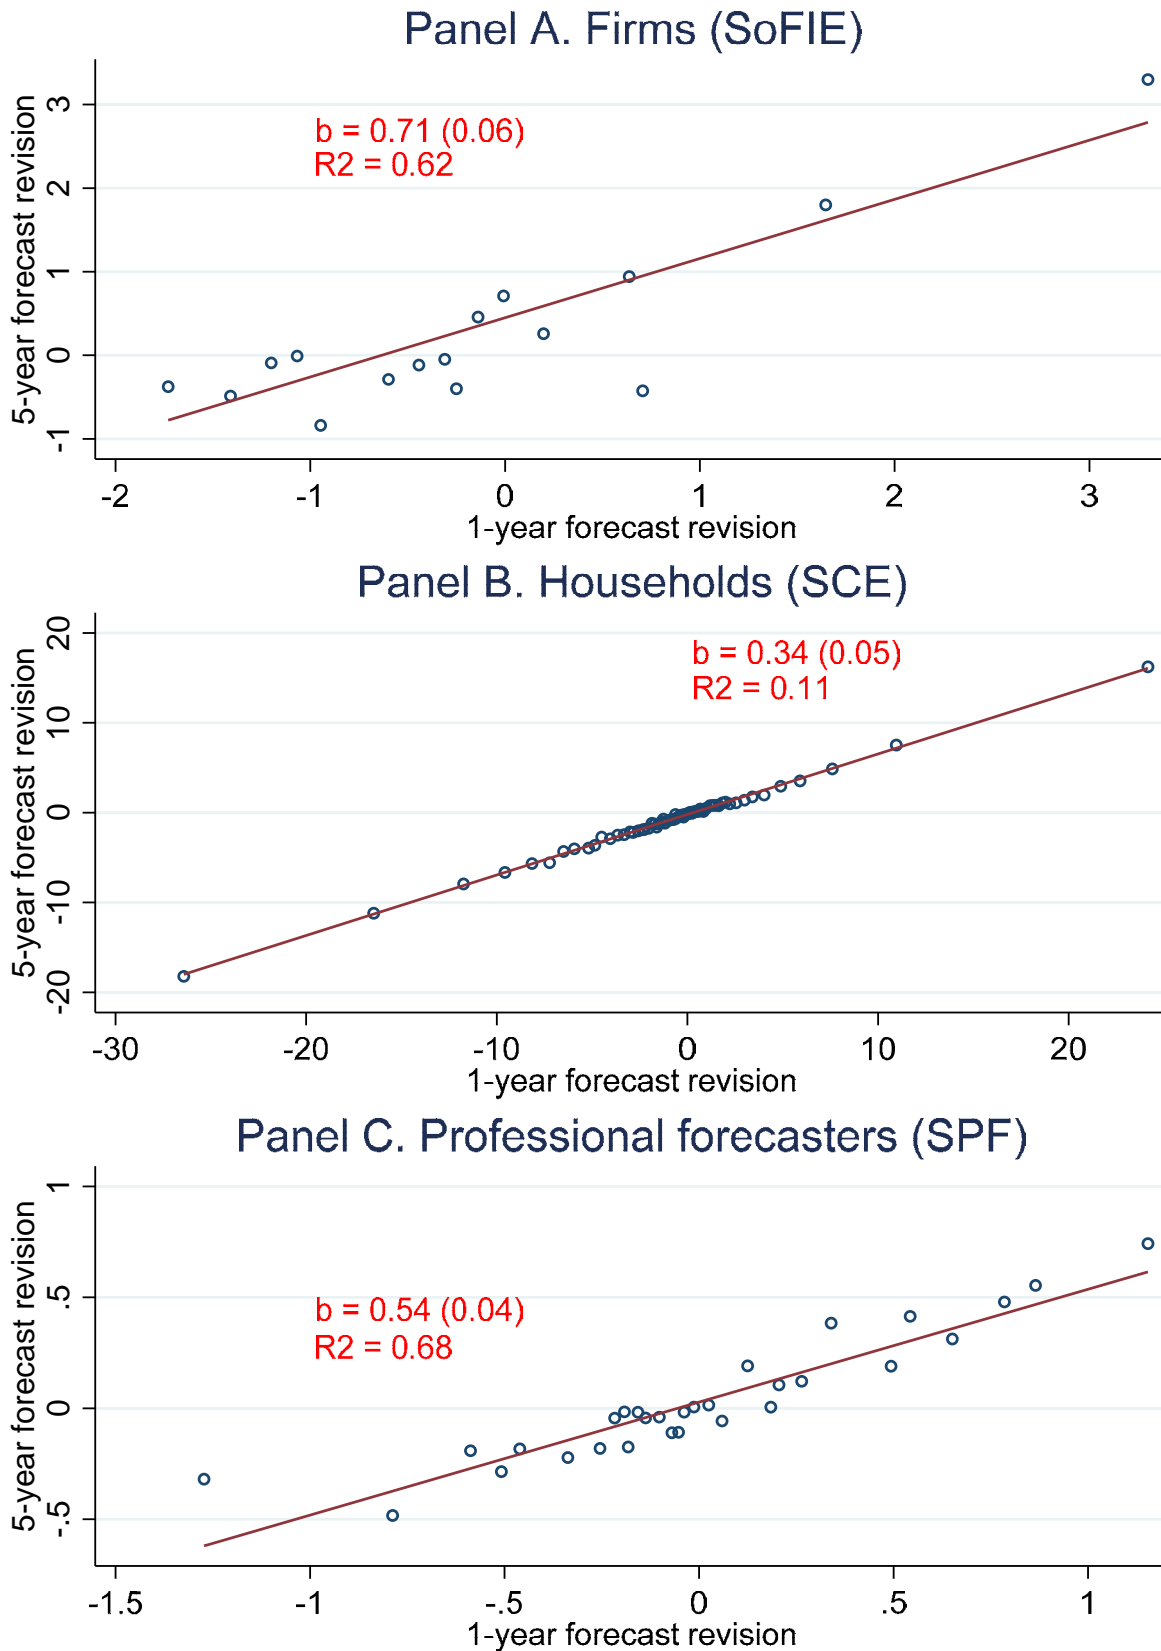 Panel A. Firms (SoFIE)
5-year forecast revision
3
2
1
0
-1
b = 0.71 (0.06)
R2 = 0.62
-2 -1 0 1 2 3
1-year forecast revision
Panel B. Households (SCE)
5-year forecast revision
20
10
0
-10
-20
b = 0.34 (0.05)
R2 = 0.11
-30 -20 -10 0 10 20
1-year forecast revision
Panel C. Professional forecasters (SPF)
5-year forecast revision
1
.5
0
-.5
b = 0.54 (0.04)
R2 = 0.68
-1.5 -1 -.5 0 .5 1
1-year forecast revision